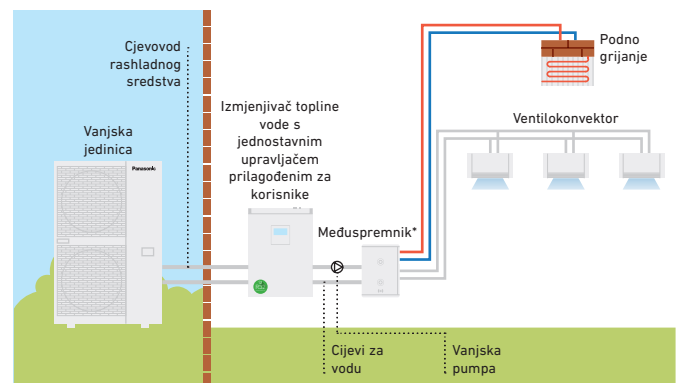 Cjevovod
rashladnog
sredstva
Podno
grijanje
Izmjenjivač topline
vode s
jednostavnim
upravljačem
prilagođenim za
korisnike
Ventilokonvektor
Vanjska
jedinica
Panasonic
Međuspremnik*
Cijevi za
vodu
Vanjska
pumpa